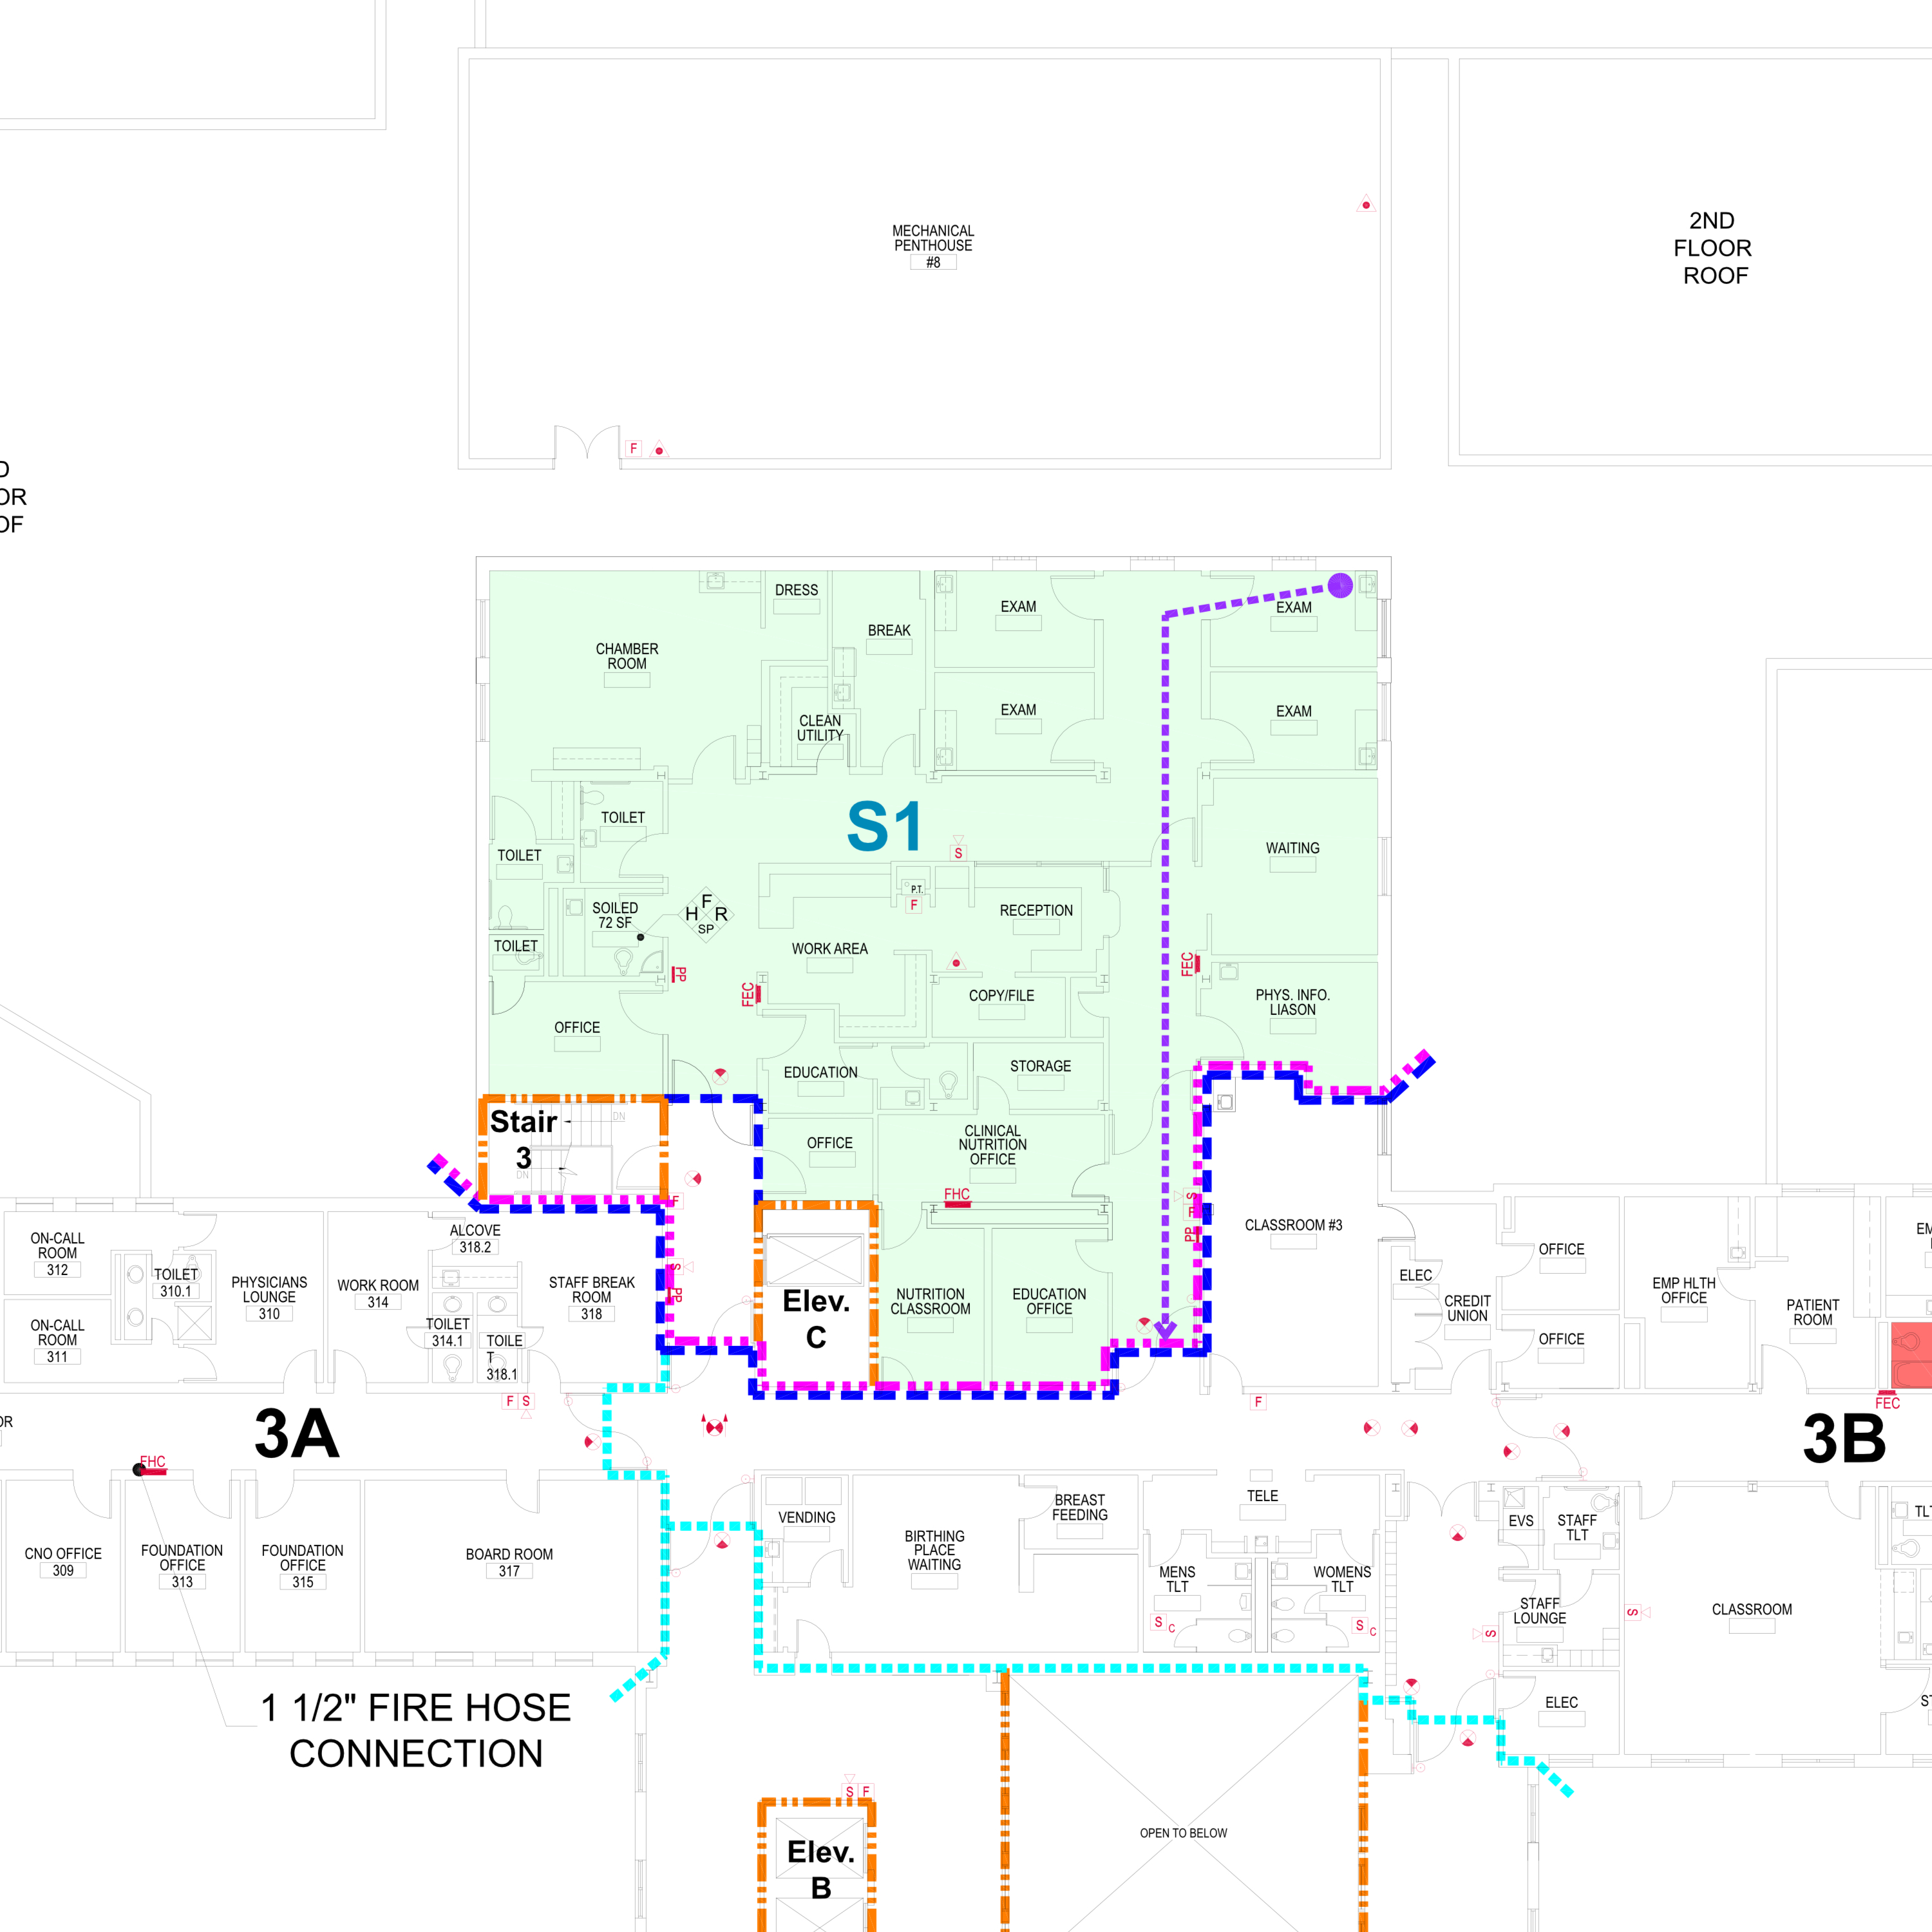 2ND
FLOOR
ROOF
MECHANICAL
PENTHOUSE
#8
F
D
OR
OF
DRESS
EXAM
EXAM
BREAK
CHAMBER
ROOM
CLEAN
UTILITY
EXAM
EXAM
S1
TOILET
TOILET
WAITING
S
P.T.
F
SOILED
72 SF
F
H R
SP
RECEPTION
TOILET
WORK AREA
PP
FEC
FEC
COPY/FILE
PHYS. INFO.
LIASON
OFFICE
EDUCATION
STORAGE
Stair
3
DN
DN
OFFICE
CLINICAL
NUTRITION
OFFICE
FHC
F
S
PP
S
F
PP
CLASSROOM #3
ON-CALL
ROOM
312
TOILET
310.1
PHYSICIANS
LOUNGE
310
WORK ROOM
314
ALCOVE
318.2
STAFF BREAK
ROOM
318
ON-CALL
ROOM
311
TOILET
314.1
TOILE
T
318.1
Elev.
C
NUTRITION
CLASSROOM
EDUCATION
OFFICE
ELEC
CREDIT
UNION
OFFICE
OFFICE
EMP HLTH
OFFICE
PATIENT
ROOM
EM
FEC
F S
F
OR
3A
3B
FHC
CNO OFFICE
309
FOUNDATION
OFFICE
313
FOUNDATION
OFFICE
315
BOARD ROOM
317
VENDING
BIRTHING
PLACE
WAITING
BREAST
FEEDING
TELE
MENS
TLT
WOMENS
TLT
S C
S C
EVS
STAFF
TLT
STAFF
LOUNGE
S
S
CLASSROOM
TLT
ELEC
ST
1 1/2" FIRE HOSE
CONNECTION
S F
Elev.
B
OPEN TO BELOW